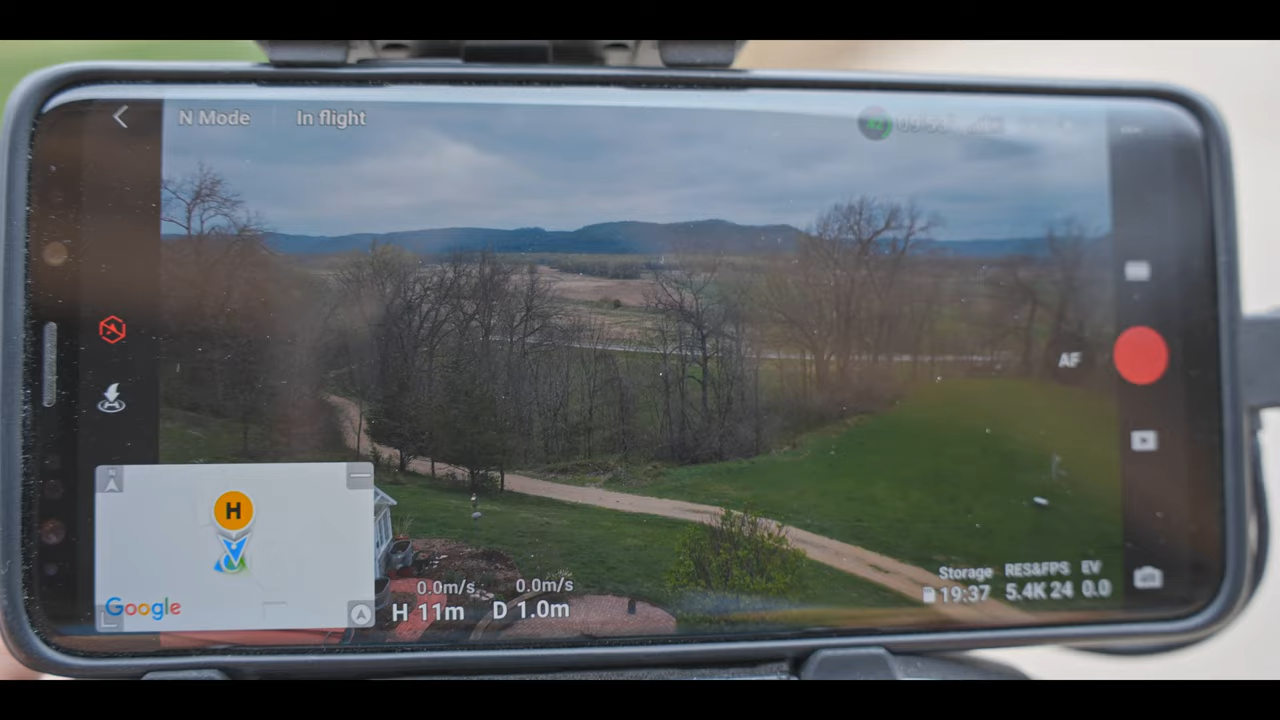 N Mode In flight
AF
N
H
Google
0.0m/s 0.0m/s
H 11m D 1.0m
Storage RES&FPS EV
19:37 5.4K 24 0.0